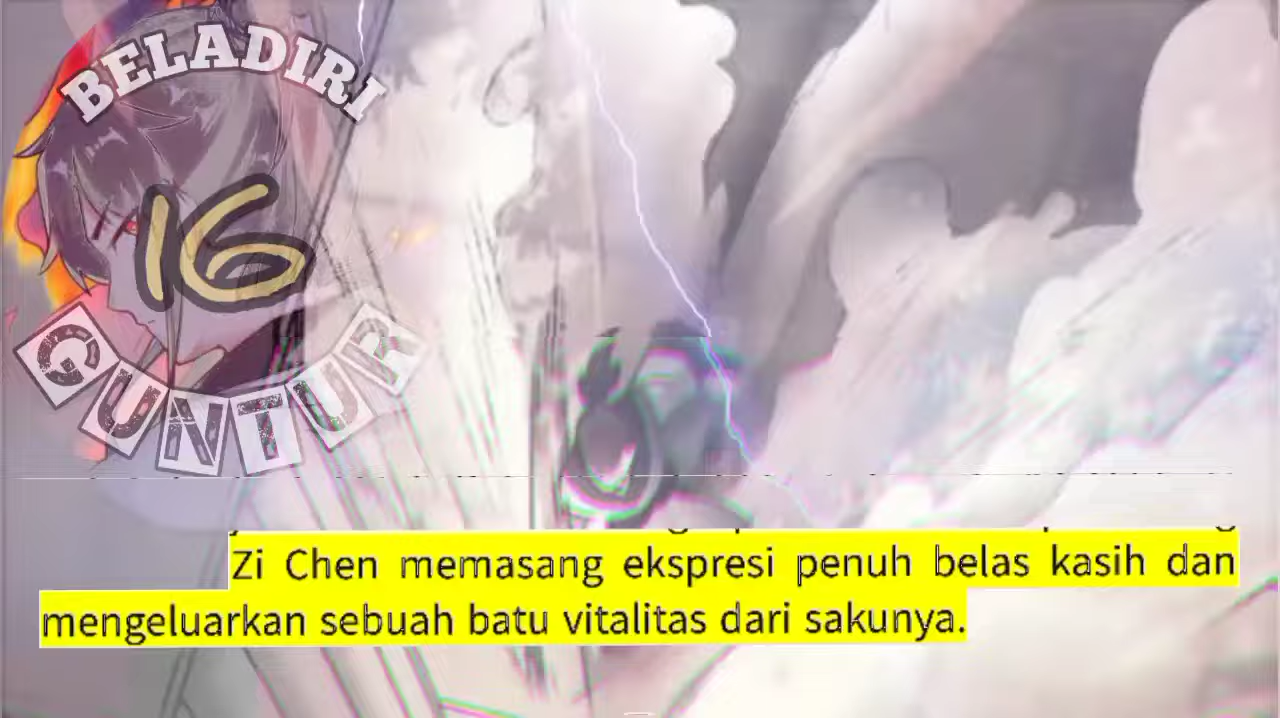 BELADIRI
16
GUNTUR
Zi Chen memasang ekspresi penuh belas kasih dan
mengeluarkan sebuah batu vitalitas dari sakunya.